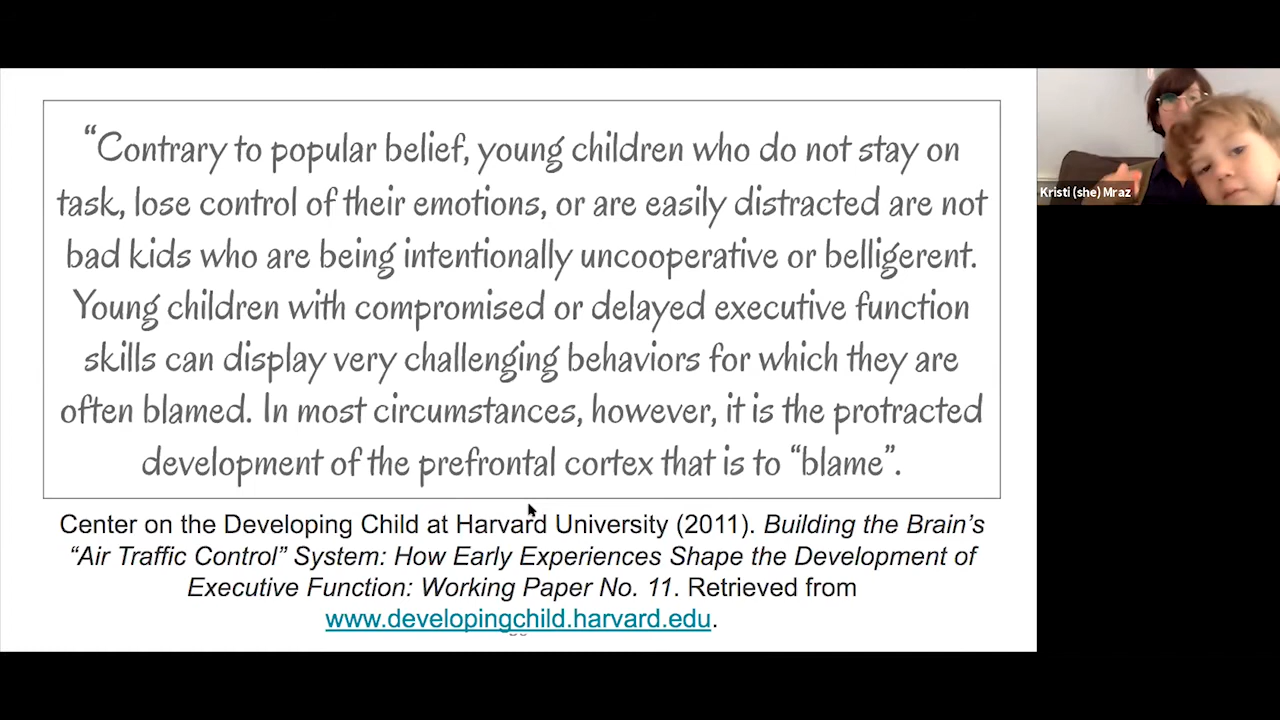 “Contrary to popular belief, young children who do not stay on
task, lose control of their emotions, or are easily distracted are not
bad kids who are being intentionally uncooperative or belligerent.
Young children with compromised or delayed executive function
skills can display very challenging behaviors for which they are
often blamed. In most circumstances, however, it is the protracted
development of the prefrontal cortex that is to “blame”.
Center on the Developing Child at Harvard University (2011). Building the Brain’s
“Air Traffic Control” System: How Early Experiences Shape the Development of
Executive Function: Working Paper No. 11. Retrieved from
www.developingchild.harvard.edu.
Kristi (she) Mraz